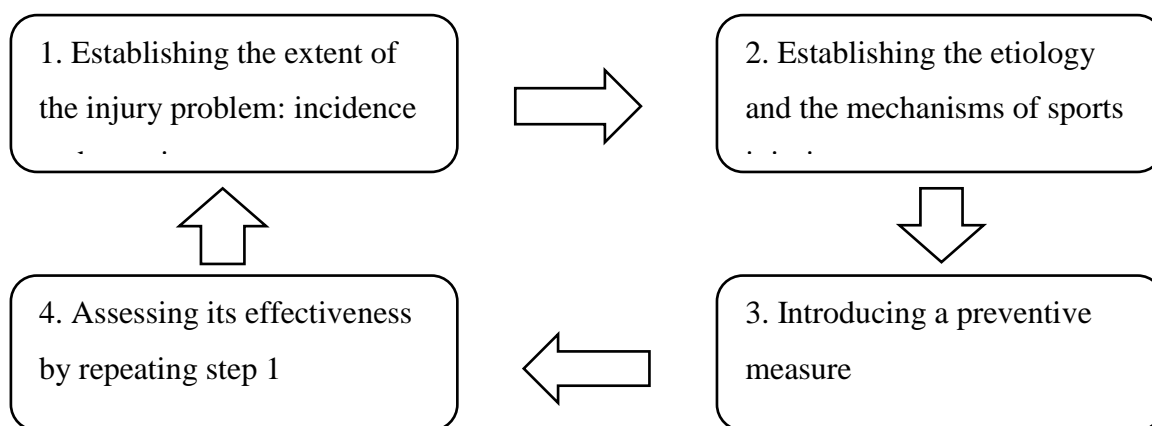 1. Establishing the extent of
the injury problem: incidence
2. Establishing the etiology
and the mechanisms of sports
3. Introducing a preventive
measure
4. Assessing its effectiveness
by repeating step 1